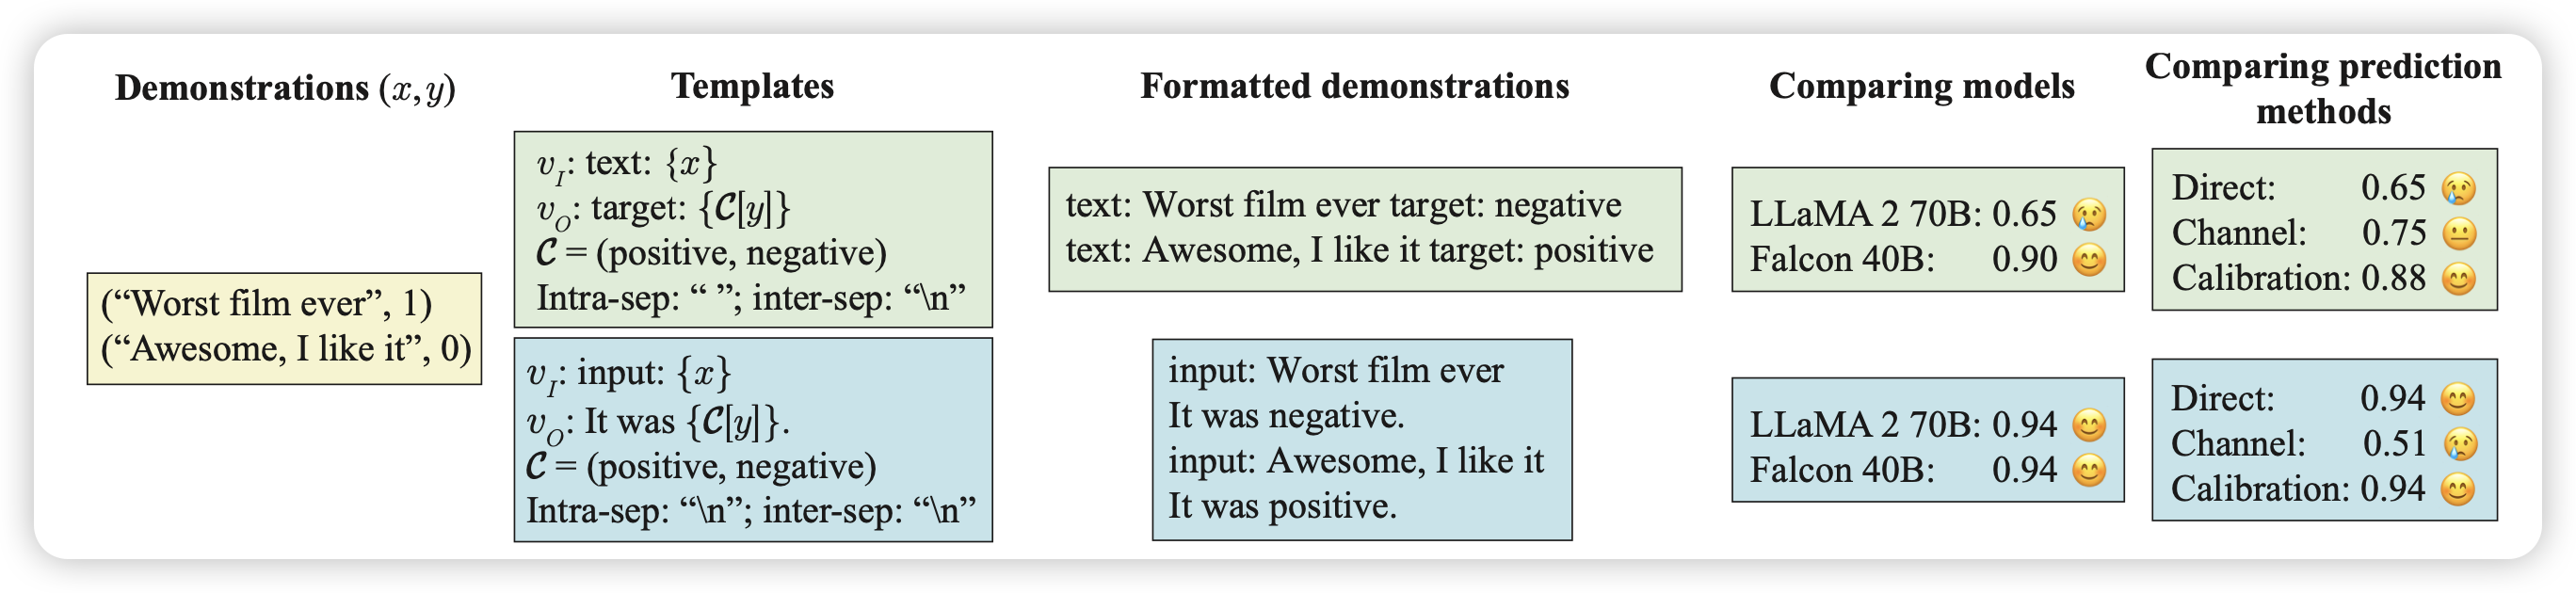 Demonstrations (x, y)
(“Worst film ever”, 1)
(“Awesome, I like it”, 0)
Templates
v_I: text: {x}
v_O: target: {𝓒[y]}
𝓒 = (positive, negative)
Intra-sep: “ ”; inter-sep: “\n”
v_I: input: {x}
v_O: It was {𝓒[y]}.
𝓒 = (positive, negative)
Intra-sep: “\n”; inter-sep: “\n”
Formatted demonstrations
text: Worst film ever target: negative
text: Awesome, I like it target: positive
input: Worst film ever
It was negative.
input: Awesome, I like it
It was positive.
Comparing models
LLaMA 2 70B: 0.65 😢
Falcon 40B: 0.90 😊
LLaMA 2 70B: 0.94 😊
Falcon 40B: 0.94 😊
Comparing prediction
methods
Direct: 0.65 😢
Channel: 0.75 😐
Calibration: 0.88 😊
Direct: 0.94 😊
Channel: 0.51 😢
Calibration: 0.94 😊